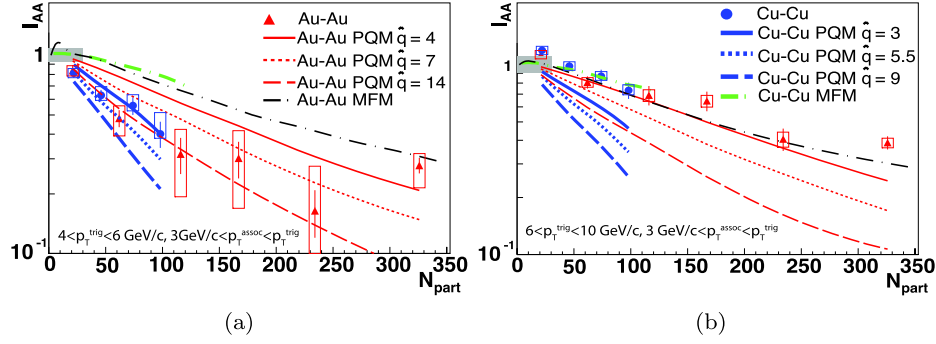 I_AA
1
10^-1
Au-Au
Au-Au PQM q̂ = 4
Au-Au PQM q̂ = 7
Au-Au PQM q̂ = 14
Au-Au MFM
4<p_T^trig<6 GeV/c, 3GeV/c<p_T^assoc<p_T^trig
0 50 100 150 200 250 300 350
N_part
(a)
I_AA
1
10^-1
Cu-Cu
Cu-Cu PQM q̂ = 3
Cu-Cu PQM q̂ = 5.5
Cu-Cu PQM q̂ = 9
Cu-Cu MFM
6<p_T^trig<10 GeV/c, 3 GeV/c<p_T^assoc<p_T^trig
0 50 100 150 200 250 300 350
N_part
(b)